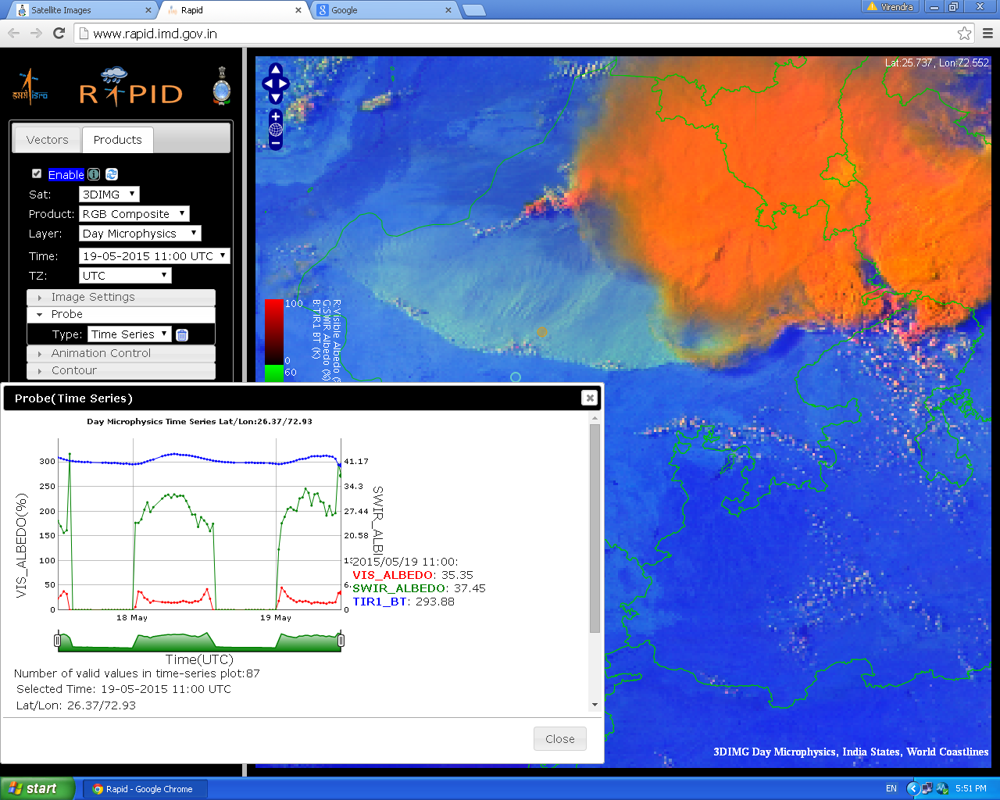 Satellite Images
Rapid
Google
Virendra
www.rapid.imd.gov.in
isro
RAPID
Lat:25.737, Lon:72.552
Vectors
Products
Enable
Sat: 3DIMG
Product: RGB Composite
Layer: Day Microphysics
Time: 19-05-2015 11:00 UTC
TZ: UTC
Image Settings
Probe
Type: Time Series
Animation Control
Contour
100
0
60
R:Visible Albedo (%
G:SWIR Albedo (%)
B:TIR1 BT (K)
Probe(Time Series)
Day Microphysics Time Series Lat/Lon:26.37/72.93
VIS_ALBEDO(%)
300
250
200
150
100
50
0
41.17
34.3
27.44
20.58
13
6.
0
SWIR_ALBI
18 May
19 May
2015/05/19 11:00:
VIS_ALBEDO: 35.35
SWIR_ALBEDO: 37.45
TIR1_BT: 293.88
Time(UTC)
Number of valid values in time-series plot:87
Selected Time: 19-05-2015 11:00 UTC
Lat/Lon: 26.37/72.93
Close
3DIMG Day Microphysics, India States, World Coastlines
start
Rapid - Google Chrome
EN
5:51 PM